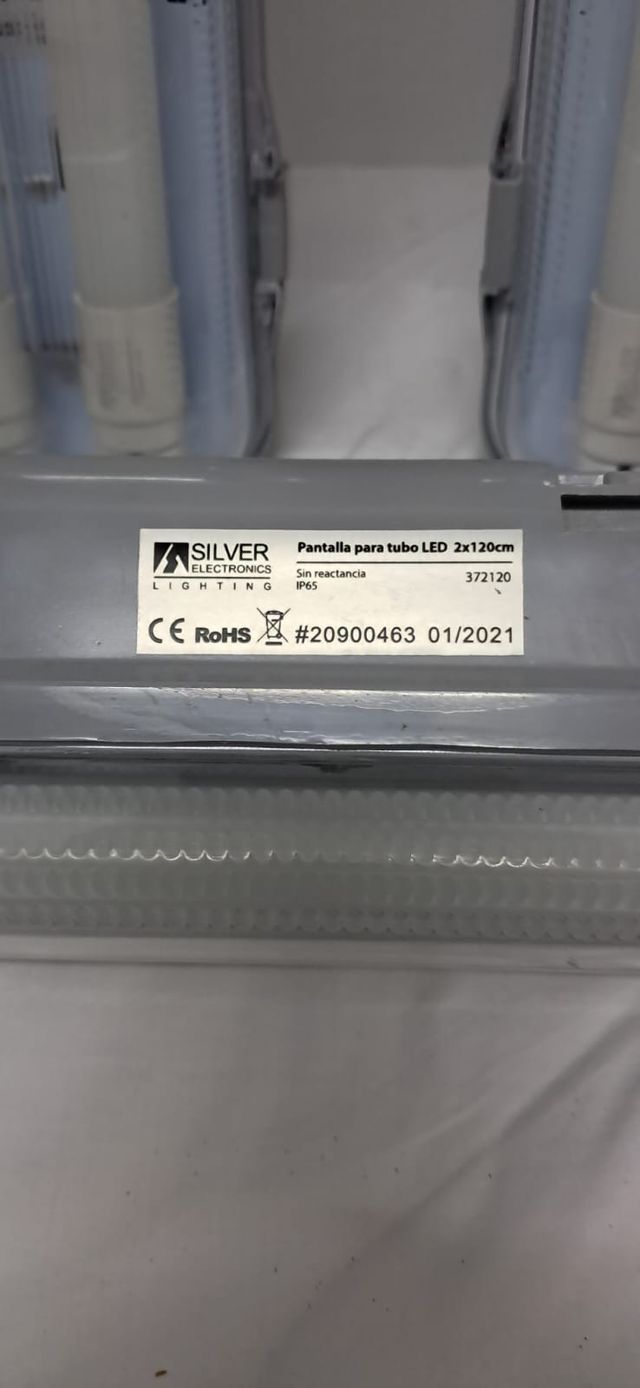 SILVER
ELECTRONICS
LIGHTING
Pantalla para tubo LED 2x120cm
Sin reactancia 372120
IP65
CE RoHS #20900463 01/2021